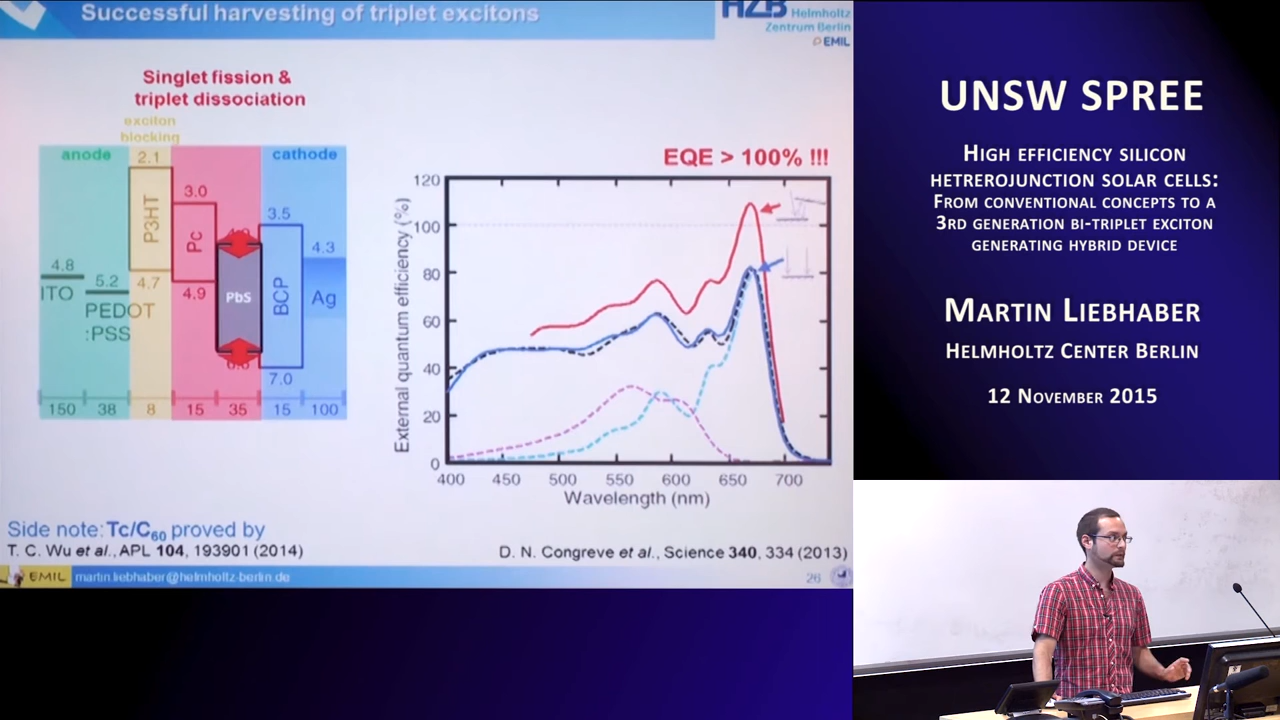 Successful harvesting of triplet excitons
HZB Helmholtz
Zentrum Berlin
EMIL
Singlet fission &
triplet dissociation
exciton
blocking
anode
cathode
2.1
3.0
3.5
4.3
4.8
5.2
4.7
4.9
7.0
ITO
PEDOT
:PSS
P3HT
Pc
PbS
BCP
Ag
150
38
8
15
35
15
100
EQE > 100% !!!
External quantum efficiency (%)
120
100
80
60
40
20
0
400
450
500
550
600
650
700
Wavelength (nm)
Side note: Tc/C60 proved by
T. C. Wu et al., APL 104, 193901 (2014)
D. N. Congreve et al., Science 340, 334 (2013)
EMIL
martin.liebhaber@helmholtz-berlin.de
26
UNSW SPREE
High efficiency silicon
hetrerojunction solar cells:
From conventional concepts to a
3rd generation bi-triplet exciton
generating hybrid device
Martin Liebhaber
Helmholtz Center Berlin
12 November 2015